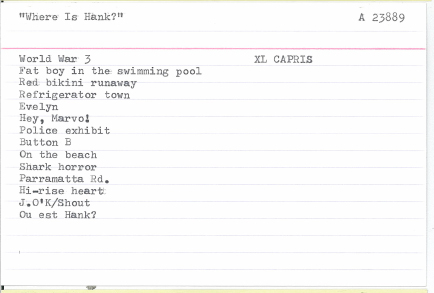 "Where Is Hank?" A 23889
World War 3 XL CAPRIS
Fat boy in the swimming pool
Red bikini runaway
Refrigerator town
Evelyn
Hey, Marvo!
Police exhibit
Button B
On the beach
Shark horror
Parramatta Rd.
Hi-rise heart
J.O'K/Shout
Ou est Hank?